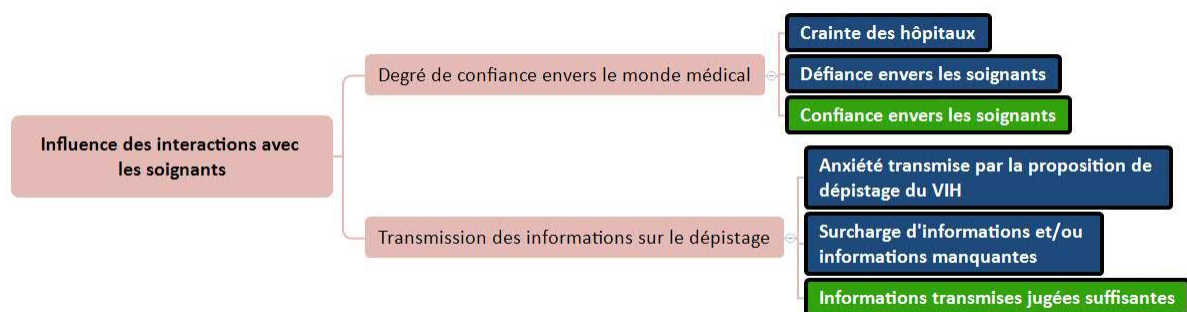 Influence des interactions avec
les soignants
Degré de confiance envers le monde médical
Crainte des hôpitaux
Défiance envers les soignants
Confiance envers les soignants
Transmission des informations sur le dépistage
Anxiété transmise par la proposition de
dépistage du VIH
Surcharge d'informations et/ou
informations manquantes
Informations transmises jugées suffisantes